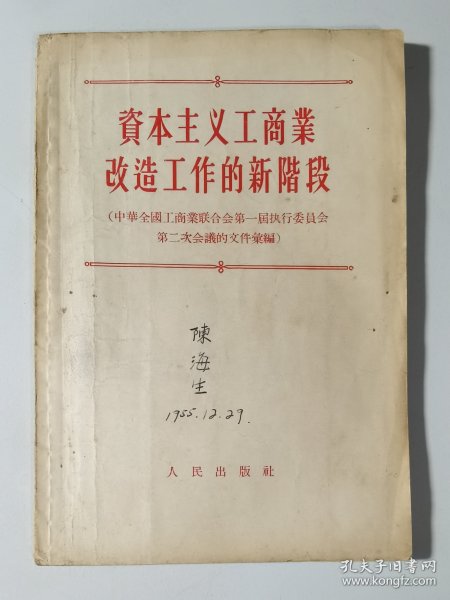 資本主义工商業
改造工作的新階段
(中華全國工商業联合会第一屆执行委員会
第二次会議的文件彙編)
陳
海
生
1955.12.29.
人民出版社
孔夫子旧書网
www.kongfz.com